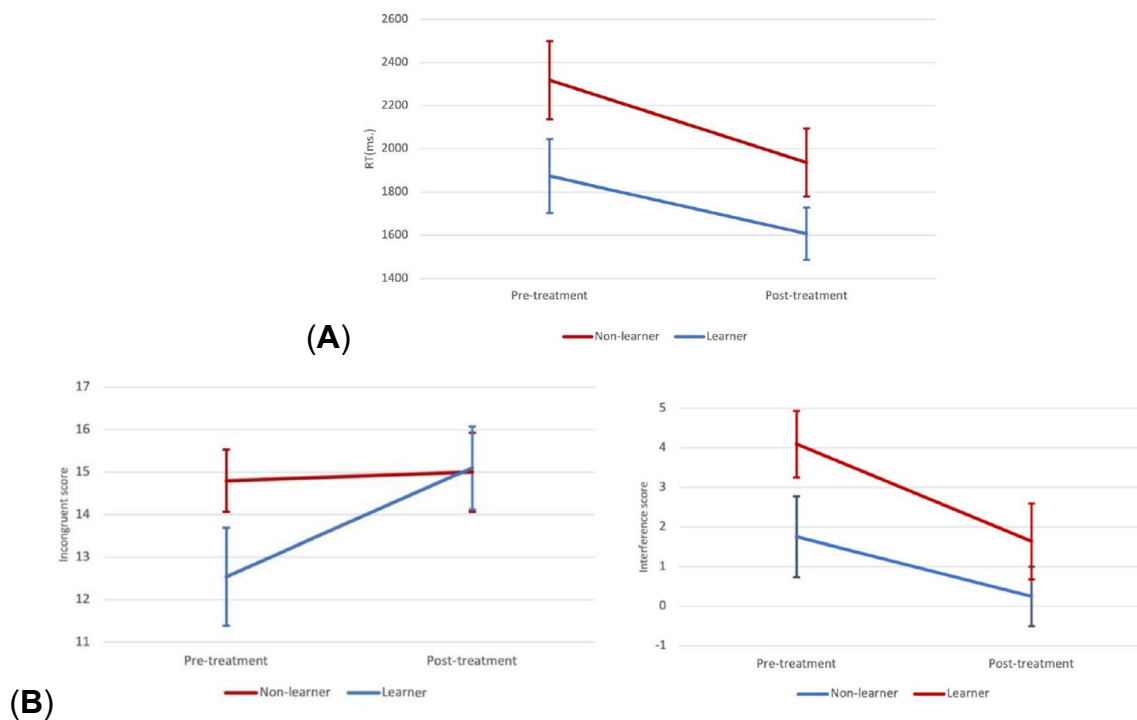 2600
2400
2200
2000
1800
1600
1400
RT(ms.)
Pre-treatment Post-treatment
Non-learner Learner
(A)
17
16
15
14
13
12
11
Incongruent score
Pre-treatment Post-treatment
Non-learner Learner
5
4
3
2
1
0
-1
Interference score
Pre-treatment Post-treatment
Non-learner Learner
(B)